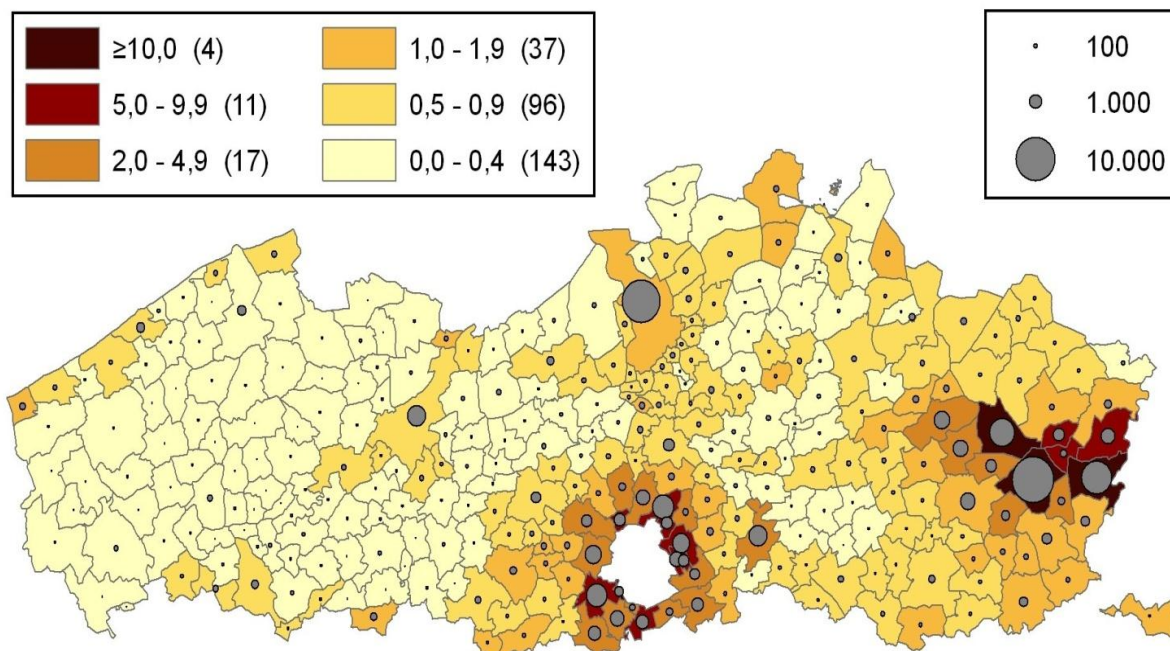 ≥10,0 (4)
5,0 - 9,9 (11)
2,0 - 4,9 (17)
1,0 - 1,9 (37)
0,5 - 0,9 (96)
0,0 - 0,4 (143)
100
1.000
10.000